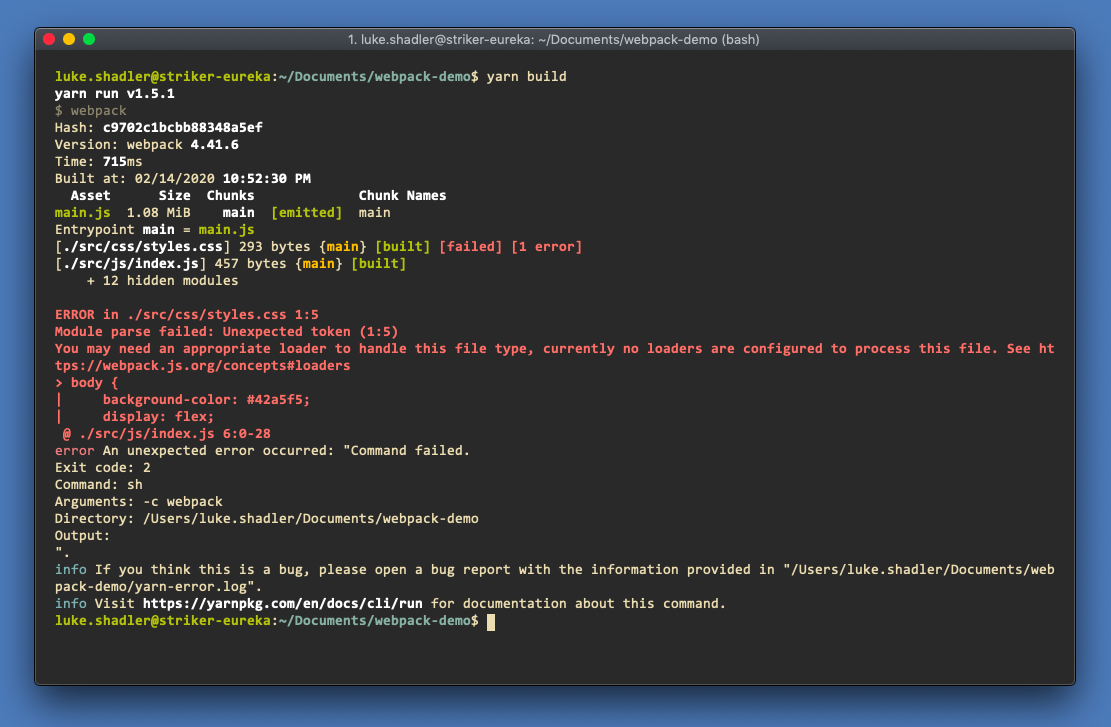 1. luke.shadler@striker-eureka: ~/Documents/webpack-demo (bash)
luke.shadler@striker-eureka:~/Documents/webpack-demo$ yarn build
yarn run v1.5.1
$ webpack
Hash: c9702c1bcbb88348a5ef
Version: webpack 4.41.6
Time: 715ms
Built at: 02/14/2020 10:52:30 PM
  Asset      Size  Chunks             Chunk Names
main.js  1.08 MiB    main  [emitted]  main
Entrypoint main = main.js
[./src/css/styles.css] 293 bytes {main} [built] [failed] [1 error]
[./src/js/index.js] 457 bytes {main} [built]
    + 12 hidden modules
ERROR in ./src/css/styles.css 1:5
Module parse failed: Unexpected token (1:5)
You may need an appropriate loader to handle this file type, currently no loaders are configured to process this file. See ht
tps://webpack.js.org/concepts#loaders
> body {
|     background-color: #42a5f5;
|     display: flex;
 @ ./src/js/index.js 6:0-28
error An unexpected error occurred: "Command failed.
Exit code: 2
Command: sh
Arguments: -c webpack
Directory: /Users/luke.shadler/Documents/webpack-demo
Output:
".
info If you think this is a bug, please open a bug report with the information provided in "/Users/luke.shadler/Documents/web
pack-demo/yarn-error.log".
info Visit https://yarnpkg.com/en/docs/cli/run for documentation about this command.
luke.shadler@striker-eureka:~/Documents/webpack-demo$